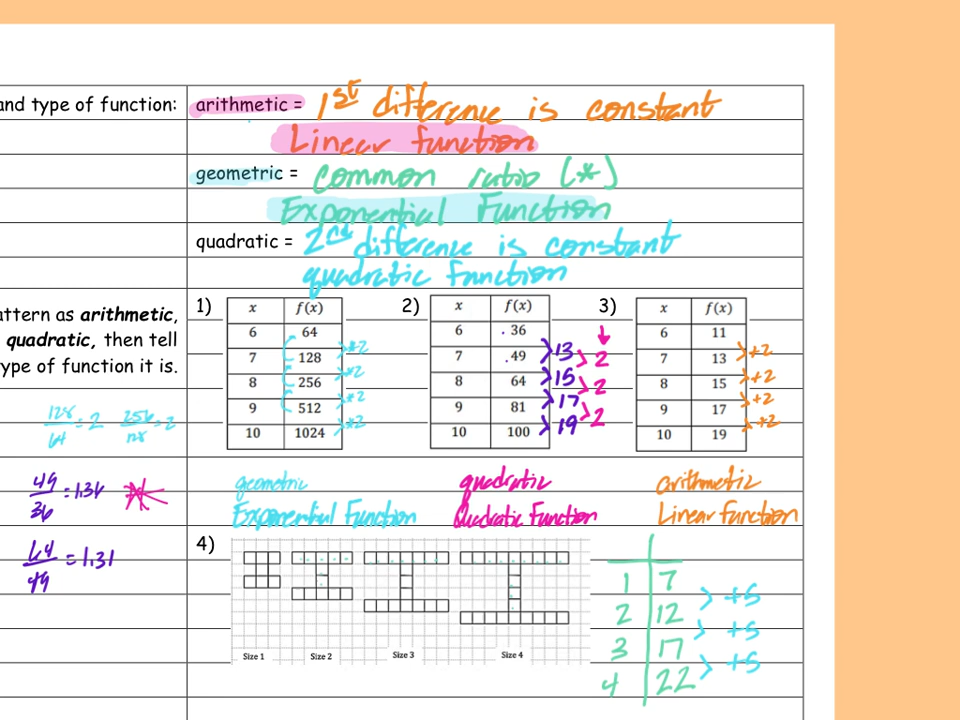 and type of function:
arithmetic = 1st difference is constant
Linear function
geometric = common ratio (*)
Exponential Function
quadratic = 2nd difference is constant
quadratic function
attern as arithmetic,
quadratic, then tell
ype of function it is.
1)
x f(x)
6 64
7 128
8 256
9 512
10 1024
*2
*2
*2
*2
2)
x f(x)
6 36
7 49
8 64
9 81
10 100
13
15
17
19
2
2
2
3)
x f(x)
6 11
7 13
8 15
9 17
10 19
+2
+2
+2
+2
128/64 = 2 256/128 = 2
49/36 = 1.36
64/49 = 1.31
geometric
Exponential Function
quadratic
Quadratic Function
arithmetic
Linear Function
4)
Size 1 Size 2 Size 3 Size 4
1 7
2 12
3 17
4 22
+5
+5
+5